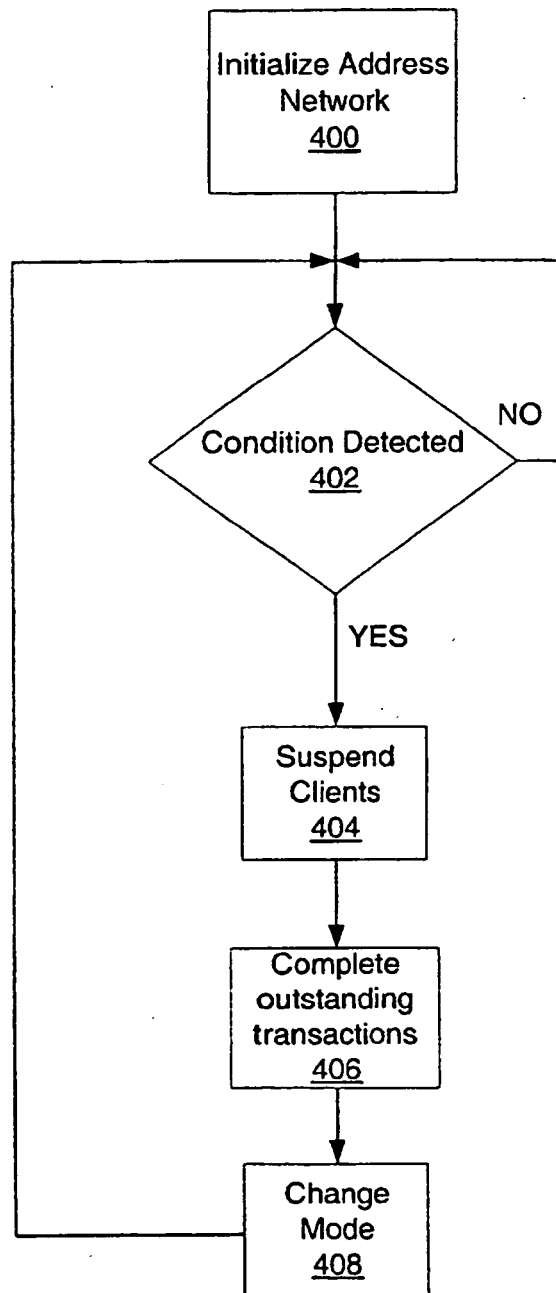 Initialize Address
Network
400
Condition Detected
402
NO
YES
Suspend
Clients
404
Complete
outstanding
transactions
406
Change
Mode
408